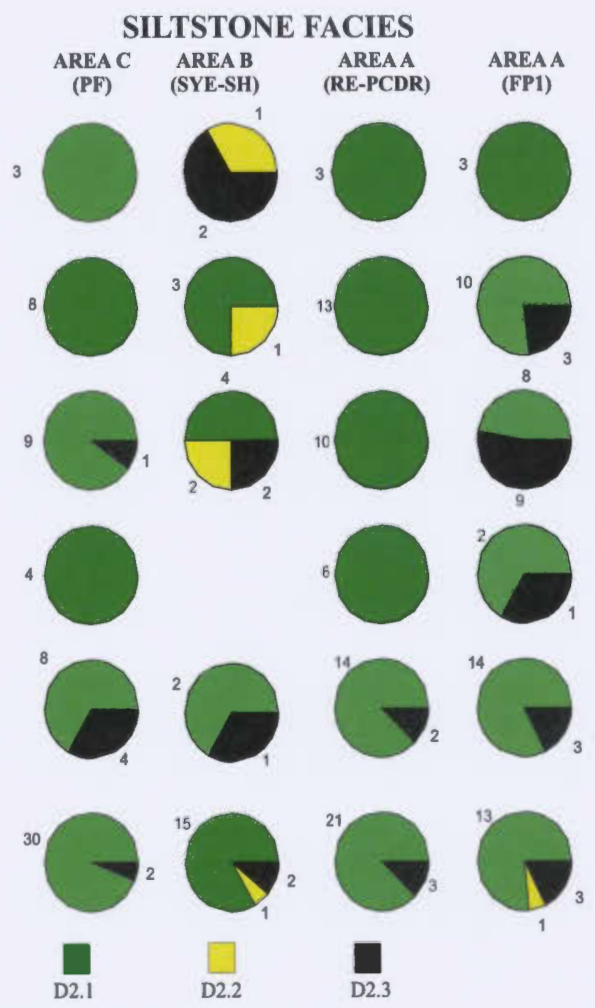 SILTSTONE FACIES
AREA C AREA B AREA A AREA A
(PF) (SYE-SH) (RE-PCDR) (FP1)
1
3 3 3
2
8 3 13 10
1 3
4 8
9 10
1 2 2 9
4 6 2
1
8 2 14 14
4 1 2 3
30 15 21 13
2 2 3 3
1 1
D2.1 D2.2 D2.3